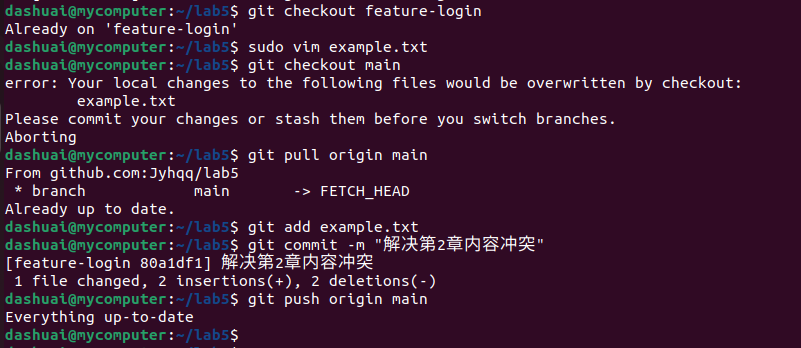 dashuai@mycomputer:~/lab5$ git checkout feature-login
Already on 'feature-login'
dashuai@mycomputer:~/lab5$ sudo vim example.txt
dashuai@mycomputer:~/lab5$ git checkout main
error: Your local changes to the following files would be overwritten by checkout:
        example.txt
Please commit your changes or stash them before you switch branches.
Aborting
dashuai@mycomputer:~/lab5$ git pull origin main
From github.com:Jyhqq/lab5
 * branch            main       -> FETCH_HEAD
Already up to date.
dashuai@mycomputer:~/lab5$ git add example.txt
dashuai@mycomputer:~/lab5$ git commit -m "解决第2章内容冲突"
[feature-login 80a1df1] 解决第2章内容冲突
 1 file changed, 2 insertions(+), 2 deletions(-)
dashuai@mycomputer:~/lab5$ git push origin main
Everything up-to-date
dashuai@mycomputer:~/lab5$